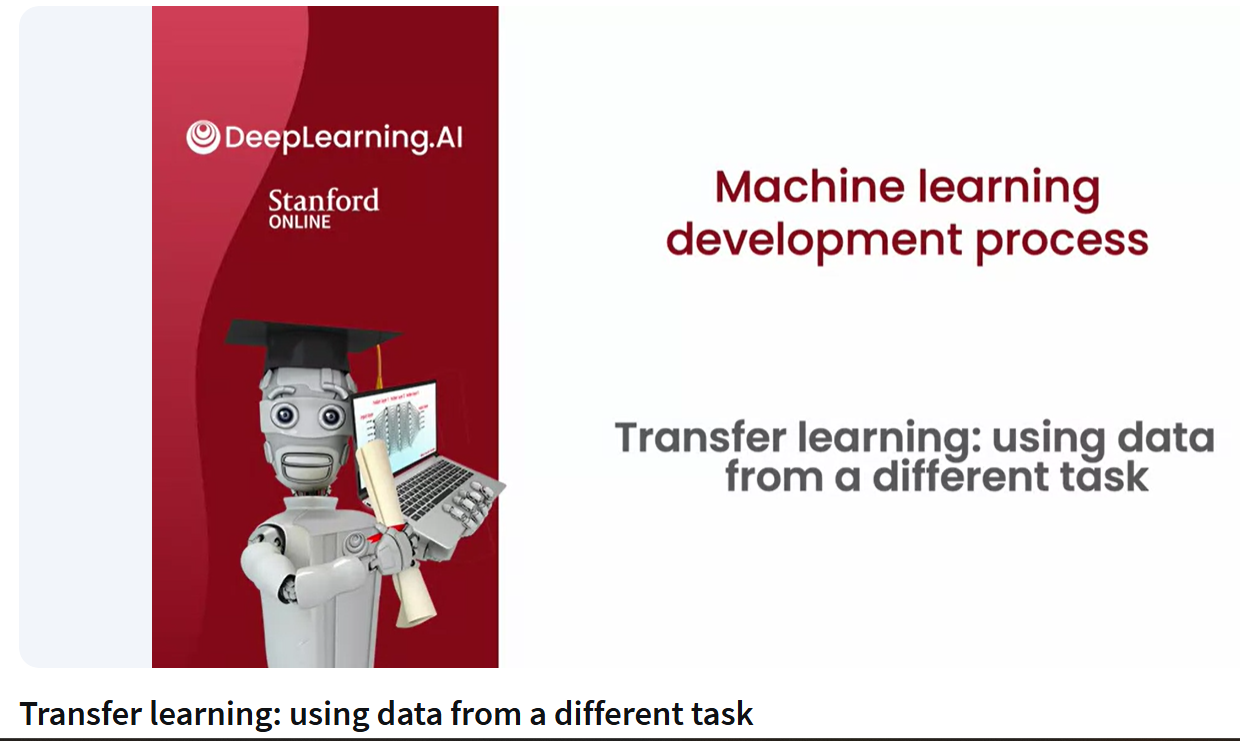 DeepLearning.AI
Stanford
ONLINE
Machine learning
development process
Transfer learning: using data
from a different task
Transfer learning: using data from a different task